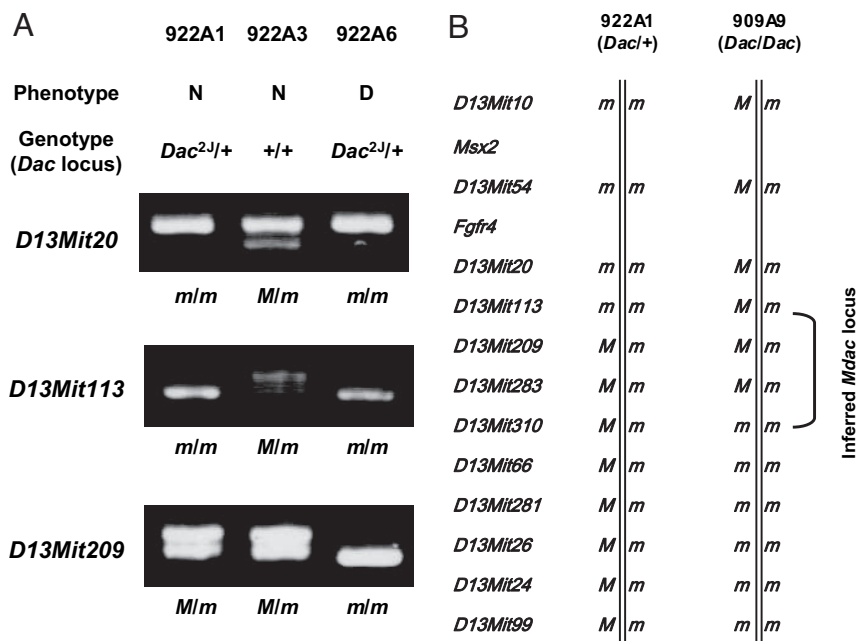 A
922A1 922A3 922A6
Phenotype N N D
Genotype
(Dac locus) Dac2J/+ +/+ Dac2J/+
D13Mit20
m/m M/m m/m
D13Mit113
m/m M/m m/m
D13Mit209
M/m M/m m/m
B
922A1 909A9
(Dac/+) (Dac/Dac)
D13Mit10 m m M m
Msx2
D13Mit54 m m M m
Fgfr4
D13Mit20 m m M m
D13Mit113 m m M m
D13Mit209 M m M m
D13Mit283 M m M m
D13Mit310 M m m m
D13Mit66 M m m m
D13Mit281 M m m m
D13Mit26 M m m m
D13Mit24 M m m m
D13Mit99 M m m m
Inferred Mdac locus